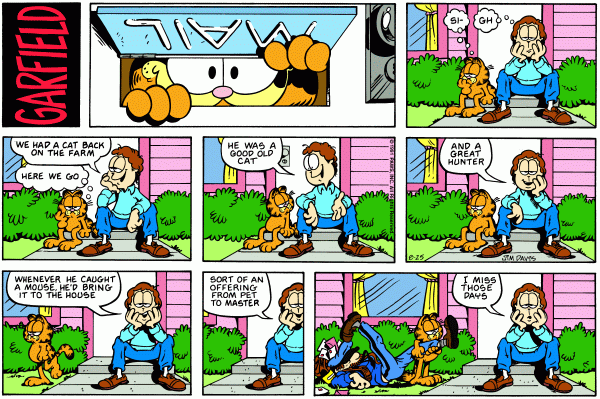 GARFIELD
MAIL
SI-
GH
WE HAD A CAT BACK
ON THE FARM
HERE WE GO
HE WAS A
GOOD OLD
CAT
AND A
GREAT
HUNTER
8-25
JIM DAVIS
WHENEVER HE CAUGHT
A MOUSE, HE'D BRING
IT TO THE HOUSE
SORT OF AN
OFFERING
FROM PET
TO MASTER
I MISS
THOSE
DAYS